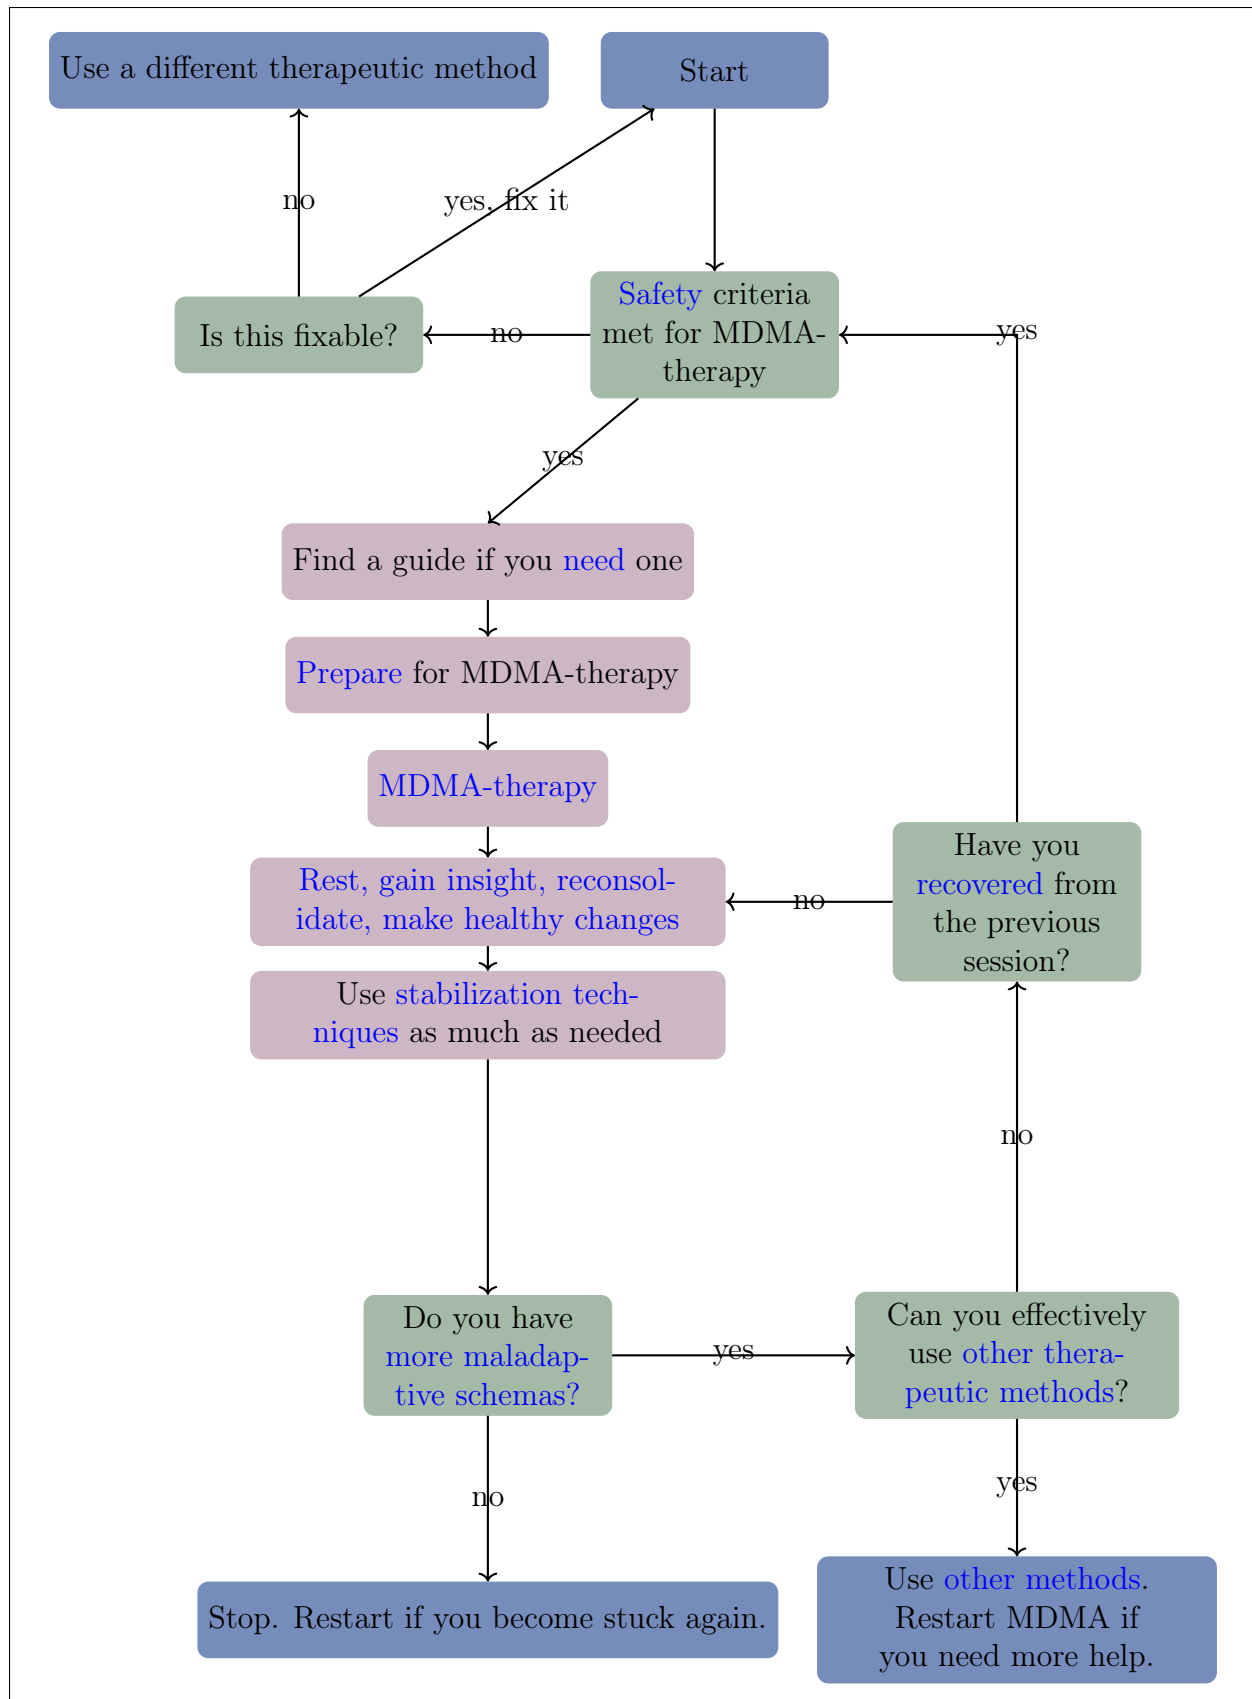 Use a different therapeutic method
Start
no
yes, fix it
Is this fixable?
no
Safety criteria
met for MDMA-
therapy
yes
yes
Find a guide if you need one
Prepare for MDMA-therapy
MDMA-therapy
Rest, gain insight, reconsol-
idate, make healthy changes
no
Have you
recovered from
the previous
session?
Use stabilization tech-
niques as much as needed
no
Do you have
more maladap-
tive schemas?
yes
Can you effectively
use other thera-
peutic methods?
no
yes
Stop. Restart if you become stuck again.
Use other methods.
Restart MDMA if
you need more help.